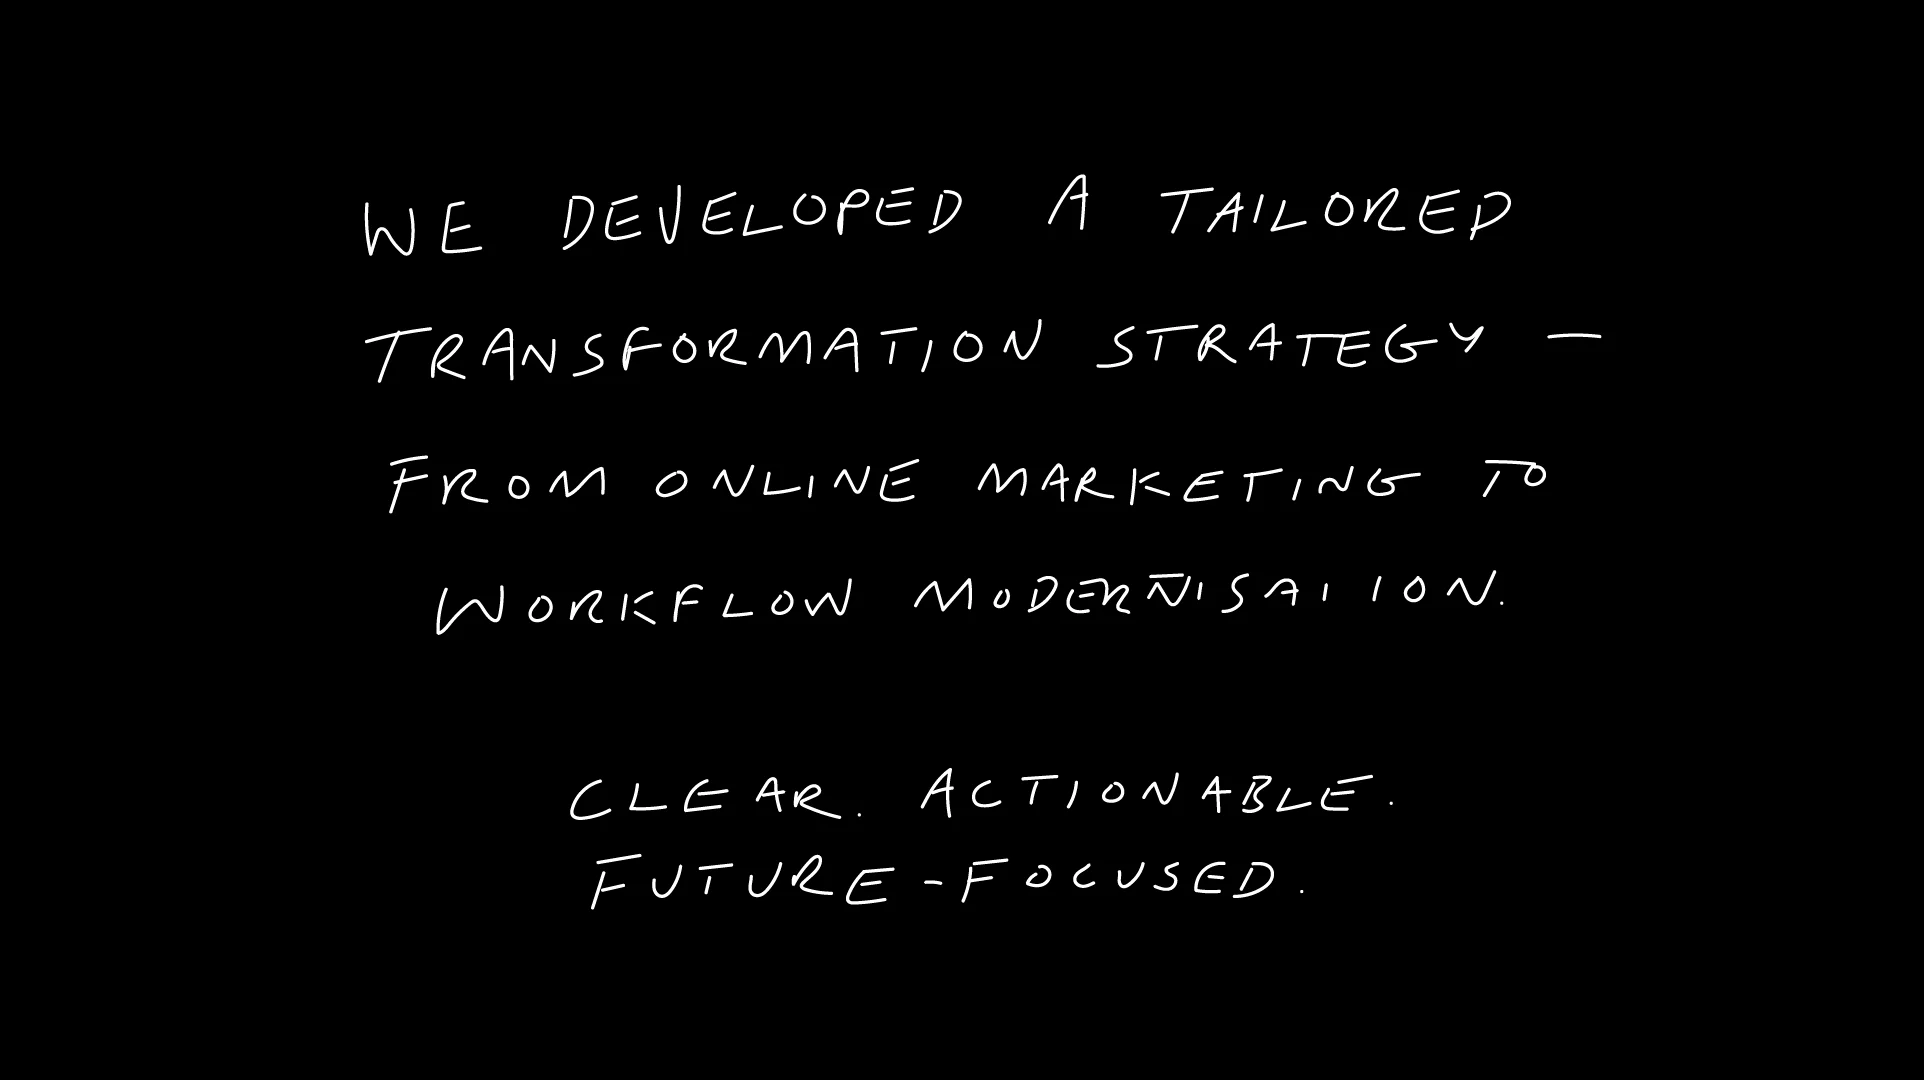 WE DEVELOPED A TAILORED
TRANSFORMATION STRATEGY —
FROM ONLINE MARKETING TO
WORKFLOW MODERNISATION.
CLEAR. ACTIONABLE.
FUTURE-FOCUSED.